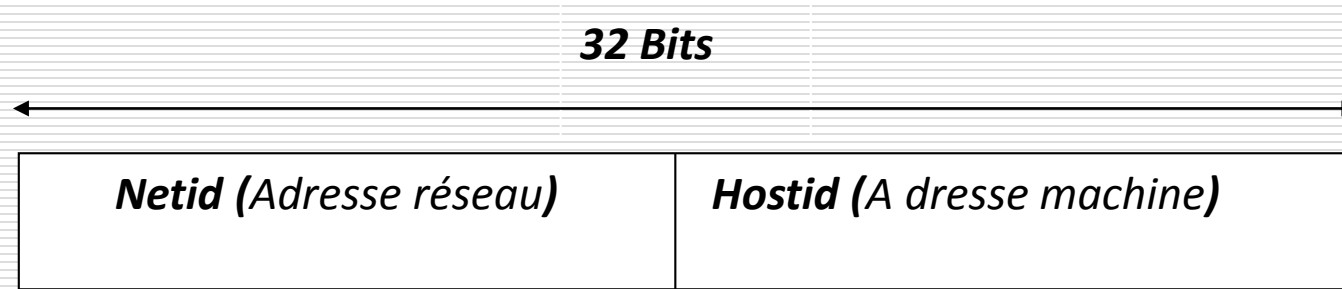 32 Bits
Netid (Adresse réseau)
Hostid (A dresse machine)